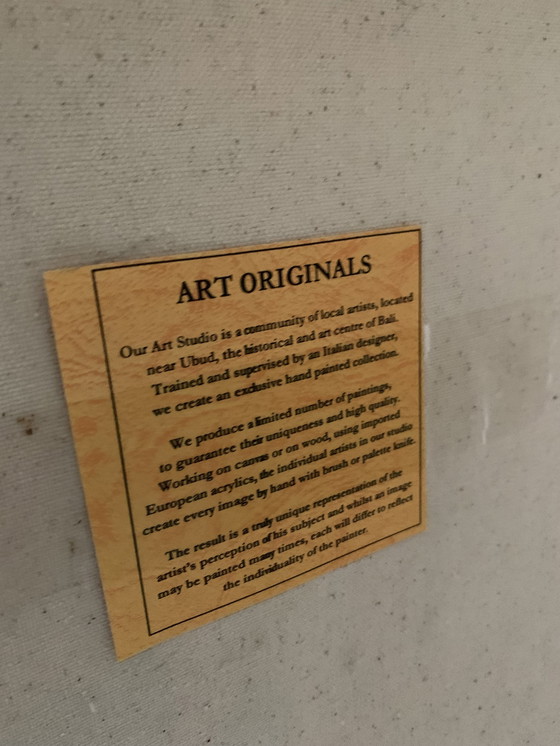 ART ORIGINALS
Our Art Studio is a community of local artists, located
near Ubud, the historical and art centre of Bali.
Trained and supervised by an Italian designer,
we create an exclusive hand painted collection.
We produce a limited number of paintings,
to guarantee their uniqueness and high quality.
Working on canvas or on wood, using imported
European acrylics, the individual artists in our studio
create every image by hand with brush or palette knife.
The result is a truly unique representation of the
artist's perception of his subject and whilst an image
may be painted many times, each will differ to reflect
the individuality of the painter.